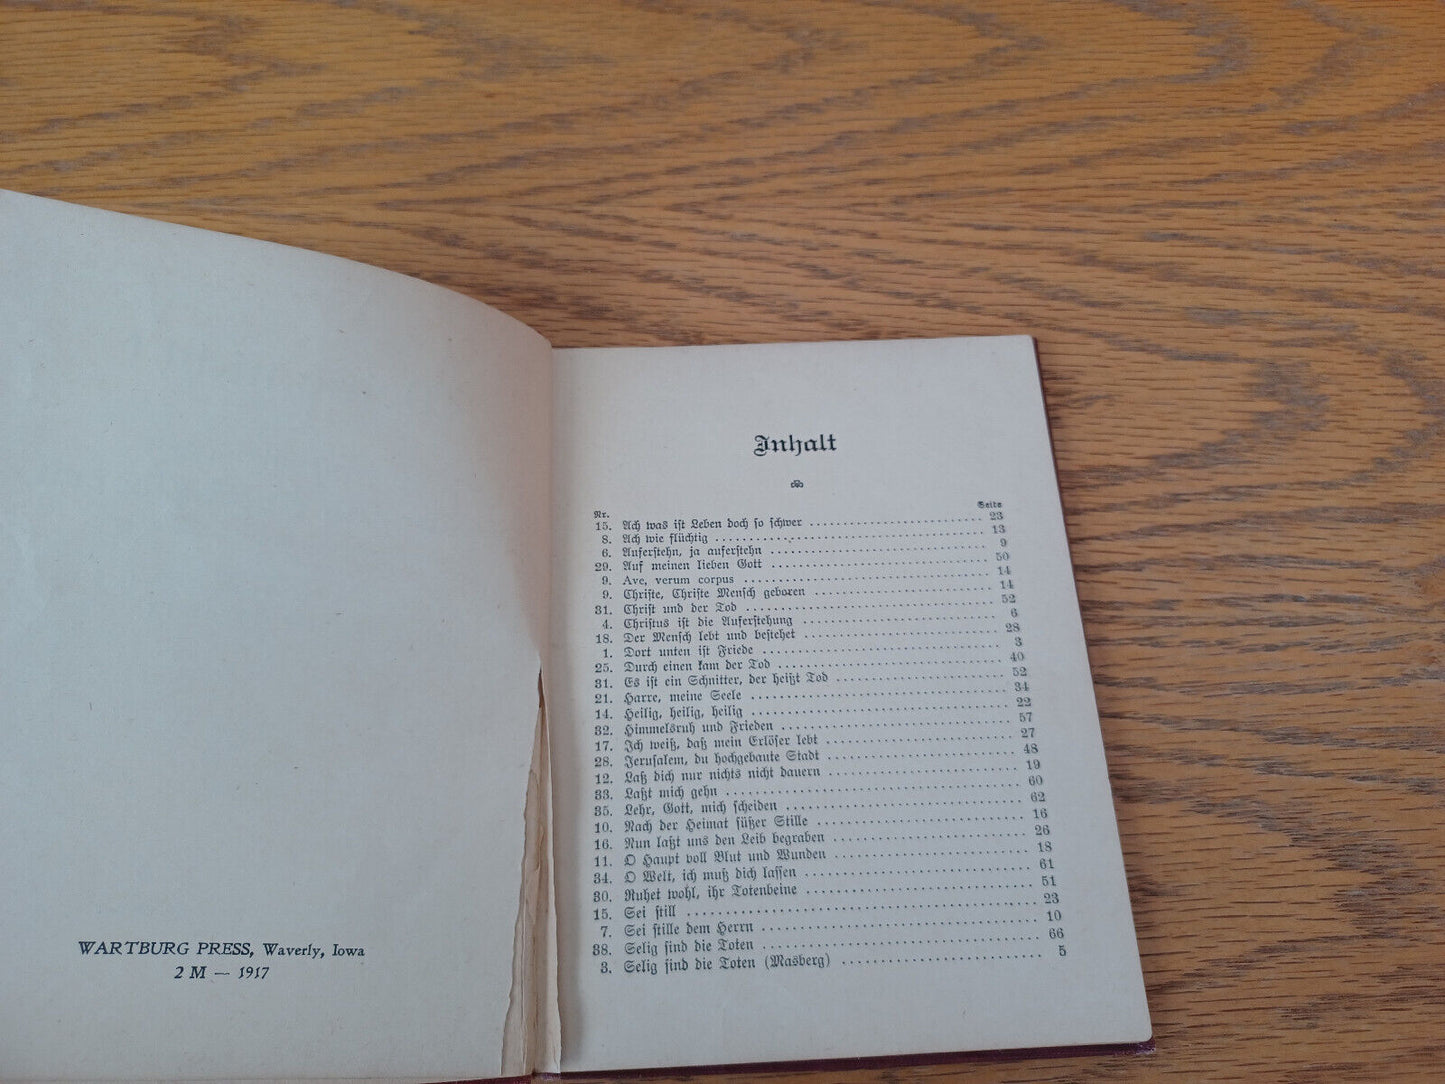 WARTBURG PRESS, Waverly, Iowa
2 M — 1917
Inhalt
Nr. Seite
15. Ach was ist Leben doch so schwer 23
8. Ach wie flüchtig 13
6. Auferstehn, ja auferstehn 9
29. Auf meinen lieben Gott 50
9. Ave, verum corpus 14
9. Christe, Christe Mensch geboren 14
31. Christ und der Tod 52
4. Christus ist die Auferstehung 6
18. Der Mensch lebt und bestehet 28
1. Dort unten ist Friede 3
25. Durch einen kam der Tod 40
31. Es ist ein Schnitter, der heißt Tod 52
21. Harre, meine Seele 34
14. Heilig, heilig, heilig 22
32. Himmelsruh und Frieden 57
17. Ich weiß, daß mein Erlöser lebt 27
28. Jerusalem, du hochgebaute Stadt 48
12. Laß dich nur nichts nicht dauern 19
33. Laßt mich gehn 60
35. Lehr, Gott, mich scheiden 62
10. Nach der Heimat süßer Stille 16
16. Nun laßt uns den Leib begraben 26
11. O Haupt voll Blut und Wunden 18
34. O Welt, ich muß dich lassen 61
30. Ruhet wohl, ihr Totenbeine 51
15. Sei still 23
7. Sei stille dem Herrn 10
38. Selig sind die Toten 66
3. Selig sind die Toten (Masberg) 5